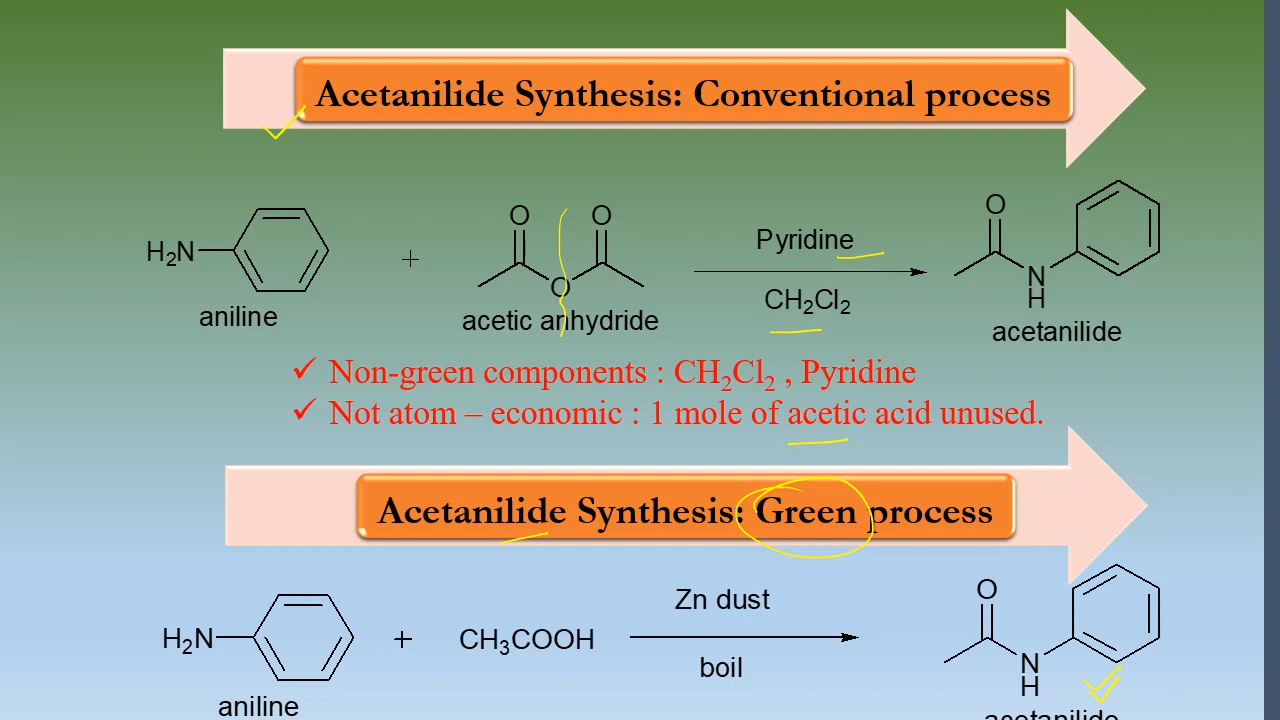 Acetanilide Synthesis: Conventional process
O O O
H₂N + O Pyridine CH₂Cl₂ N H
aniline acetic anhydride acetanilide
✓ Non-green components : CH₂Cl₂ , Pyridine
✓ Not atom – economic : 1 mole of acetic acid unused.
Acetanilide Synthesis: Green process
Zn dust O
H₂N + CH₃COOH boil N H
aniline acetanilide